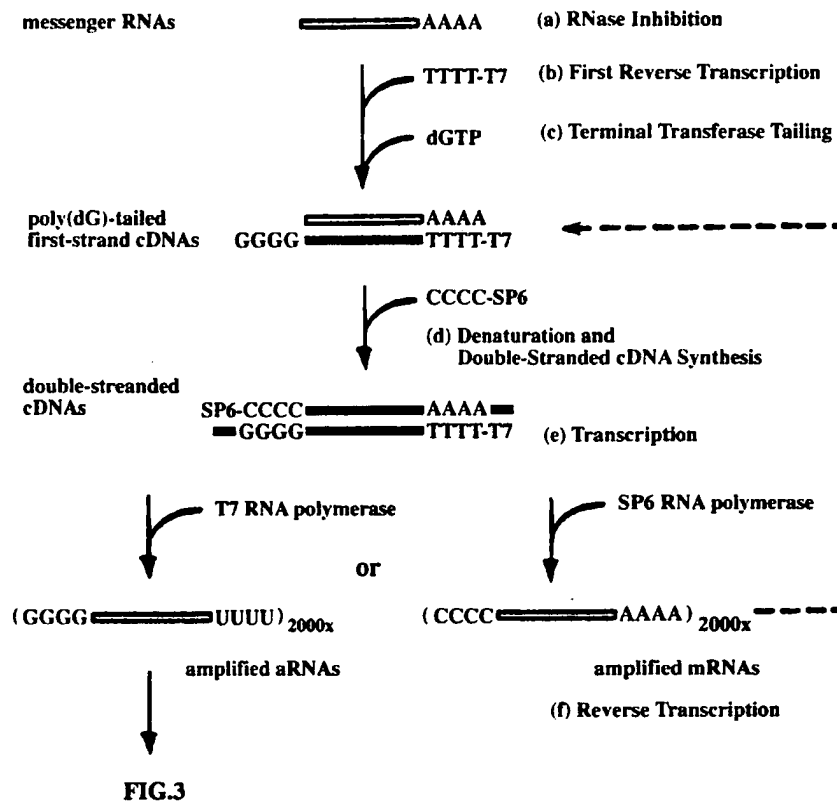 messenger RNAs
AAAA
(a) RNase Inhibition
TTTT-T7
(b) First Reverse Transcription
dGTP
(c) Terminal Transferase Tailing
poly(dG)-tailed
first-strand cDNAs
AAAA
GGGG
TTTT-T7
CCCC-SP6
(d) Denaturation and
Double-Stranded cDNA Synthesis
double-streanded
cDNAs
SP6-CCCC
AAAA
GGGG
TTTT-T7
(e) Transcription
T7 RNA polymerase
SP6 RNA polymerase
or
(GGGG
UUUU)2000x
(CCCC
AAAA)2000x
amplified aRNAs
amplified mRNAs
(f) Reverse Transcription
FIG.3